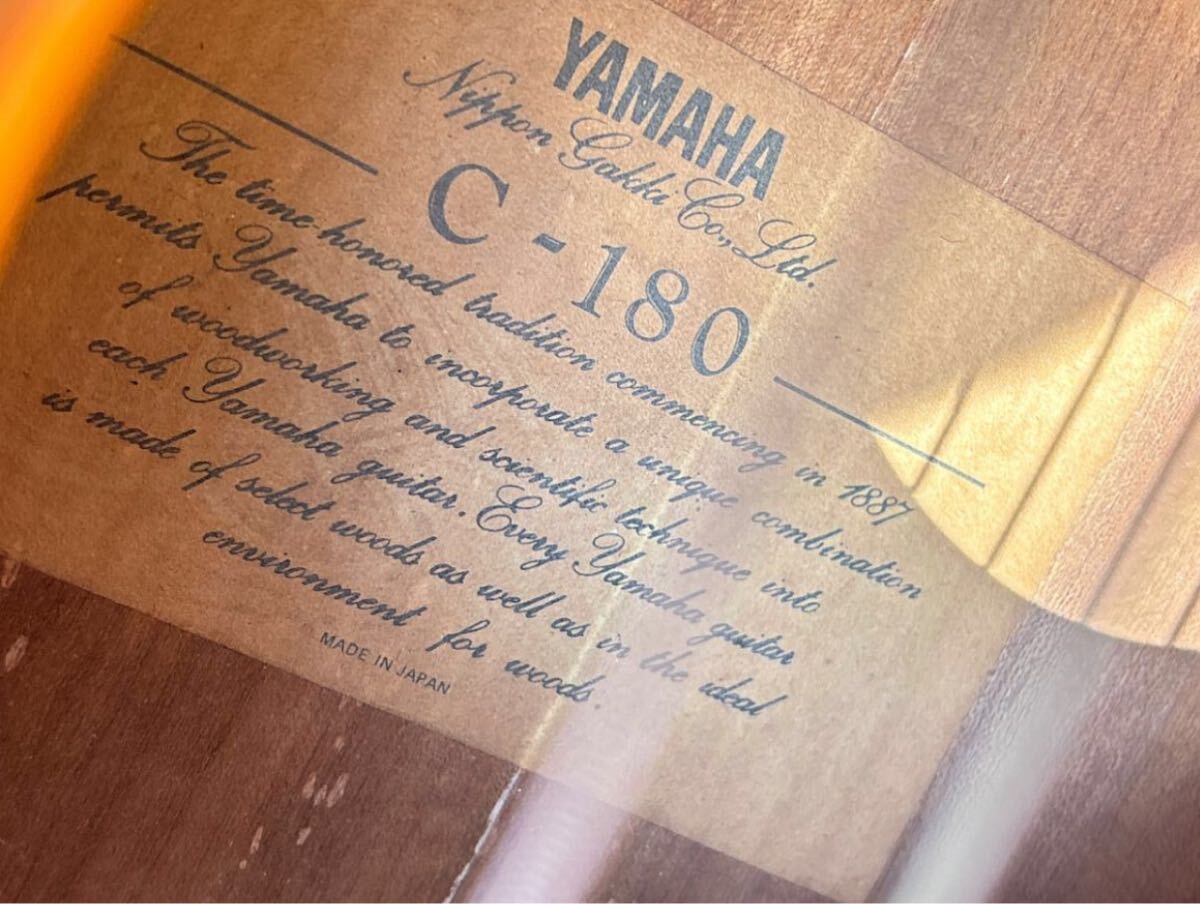 YAMAHA
Nippon Gakki Co., Ltd.
C-180
The time-honored tradition commencing in 1887
permits Yamaha to incorporate a unique combination
of woodworking and scientific technique into
each Yamaha guitar. Every Yamaha guitar
is made of select woods as well as in the ideal
environment for woods.
MADE IN JAPAN